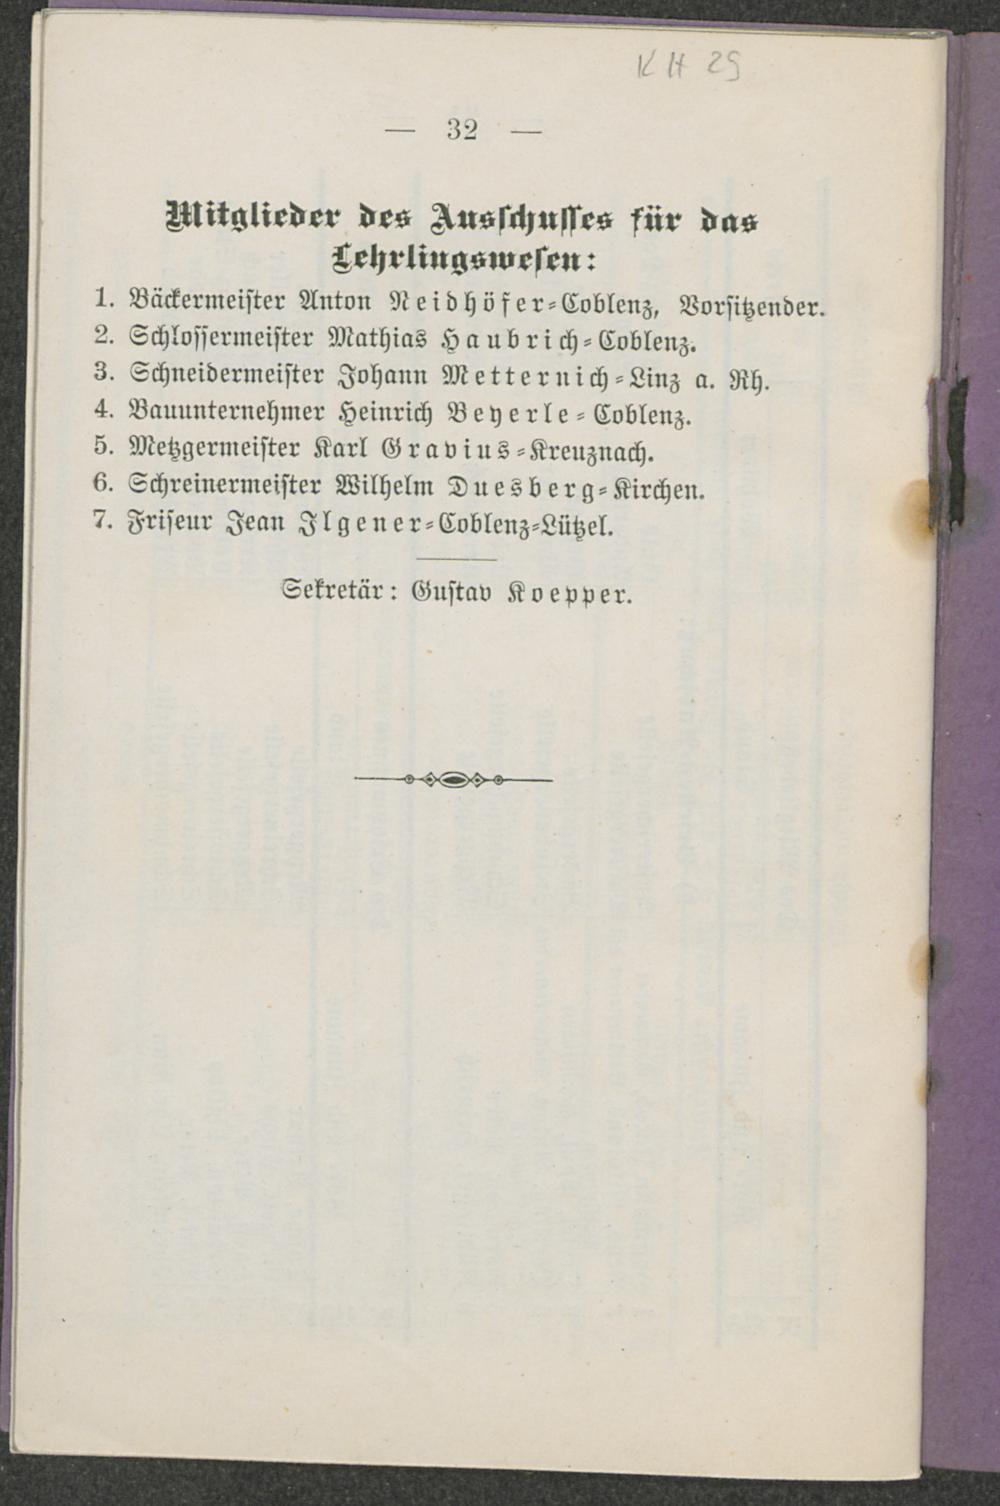 KH 29
— 32 —
Mitglieder des Ausschusses für das
Lehrlingswesen:
1. Bäckermeister Anton Neidhöfer-Coblenz, Vorsitzender.
2. Schlossermeister Mathias Haubrich-Coblenz.
3. Schneidermeister Johann Metternich-Linz a. Rh.
4. Bauunternehmer Heinrich Beyerle-Coblenz.
5. Metzgermeister Karl Gravius-Kreuznach.
6. Schreinermeister Wilhelm Duesberg-Kirchen.
7. Friseur Jean Ilgener-Coblenz-Lützel.
Sekretär: Gustav Koepper.